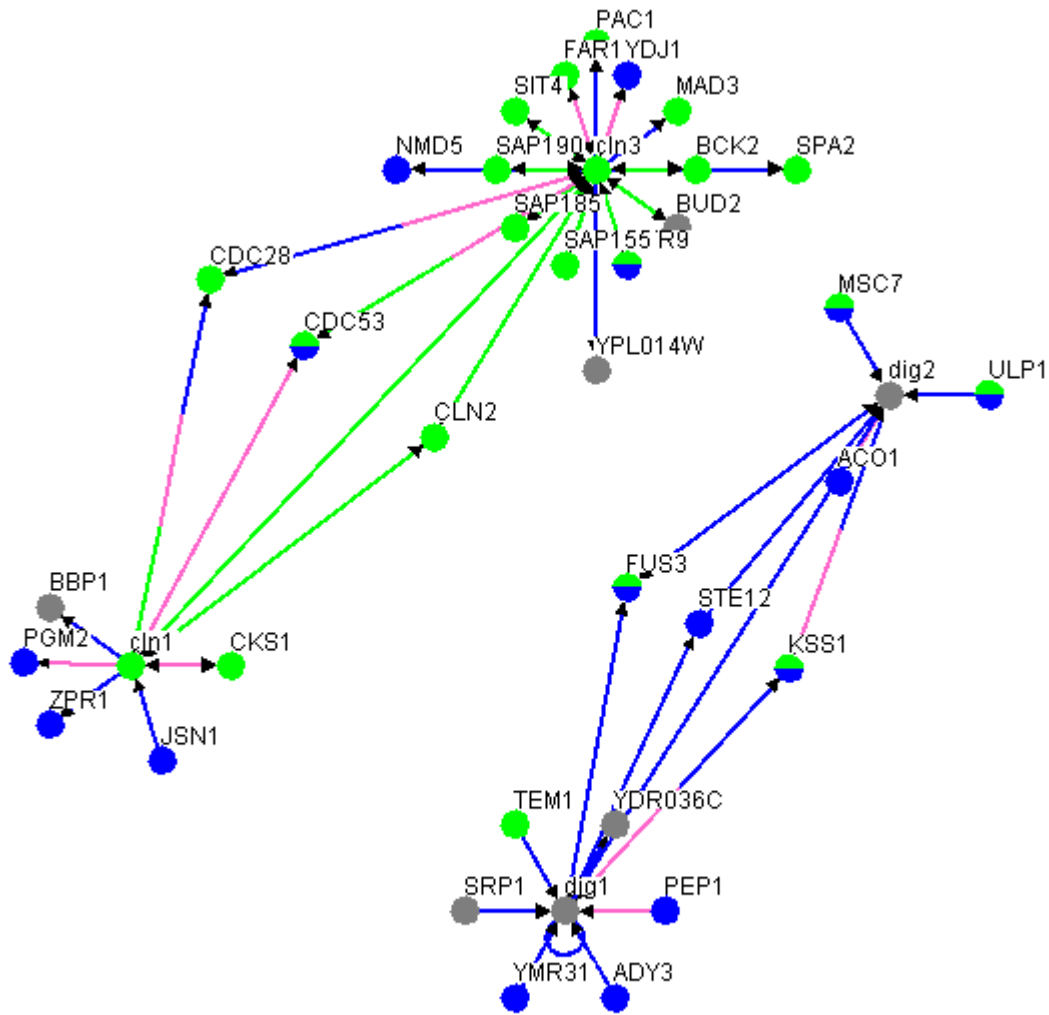 PAC1
FAR1 YDJ1
SIT4
MAD3
NMD5
SAP190 cln3
BCK2
SPA2
SAP185
BUD2
SAP155 R9
CDC28
MSC7
CDC53
YPL014W
dig2
ULP1
CLN2
ACO1
FUS3
BBP1
STE12
PGM2
cln1
CKS1
KSS1
ZPR1
JSN1
TEM1
YDR036C
SRP1
dig1
PEP1
YMR31
ADY3